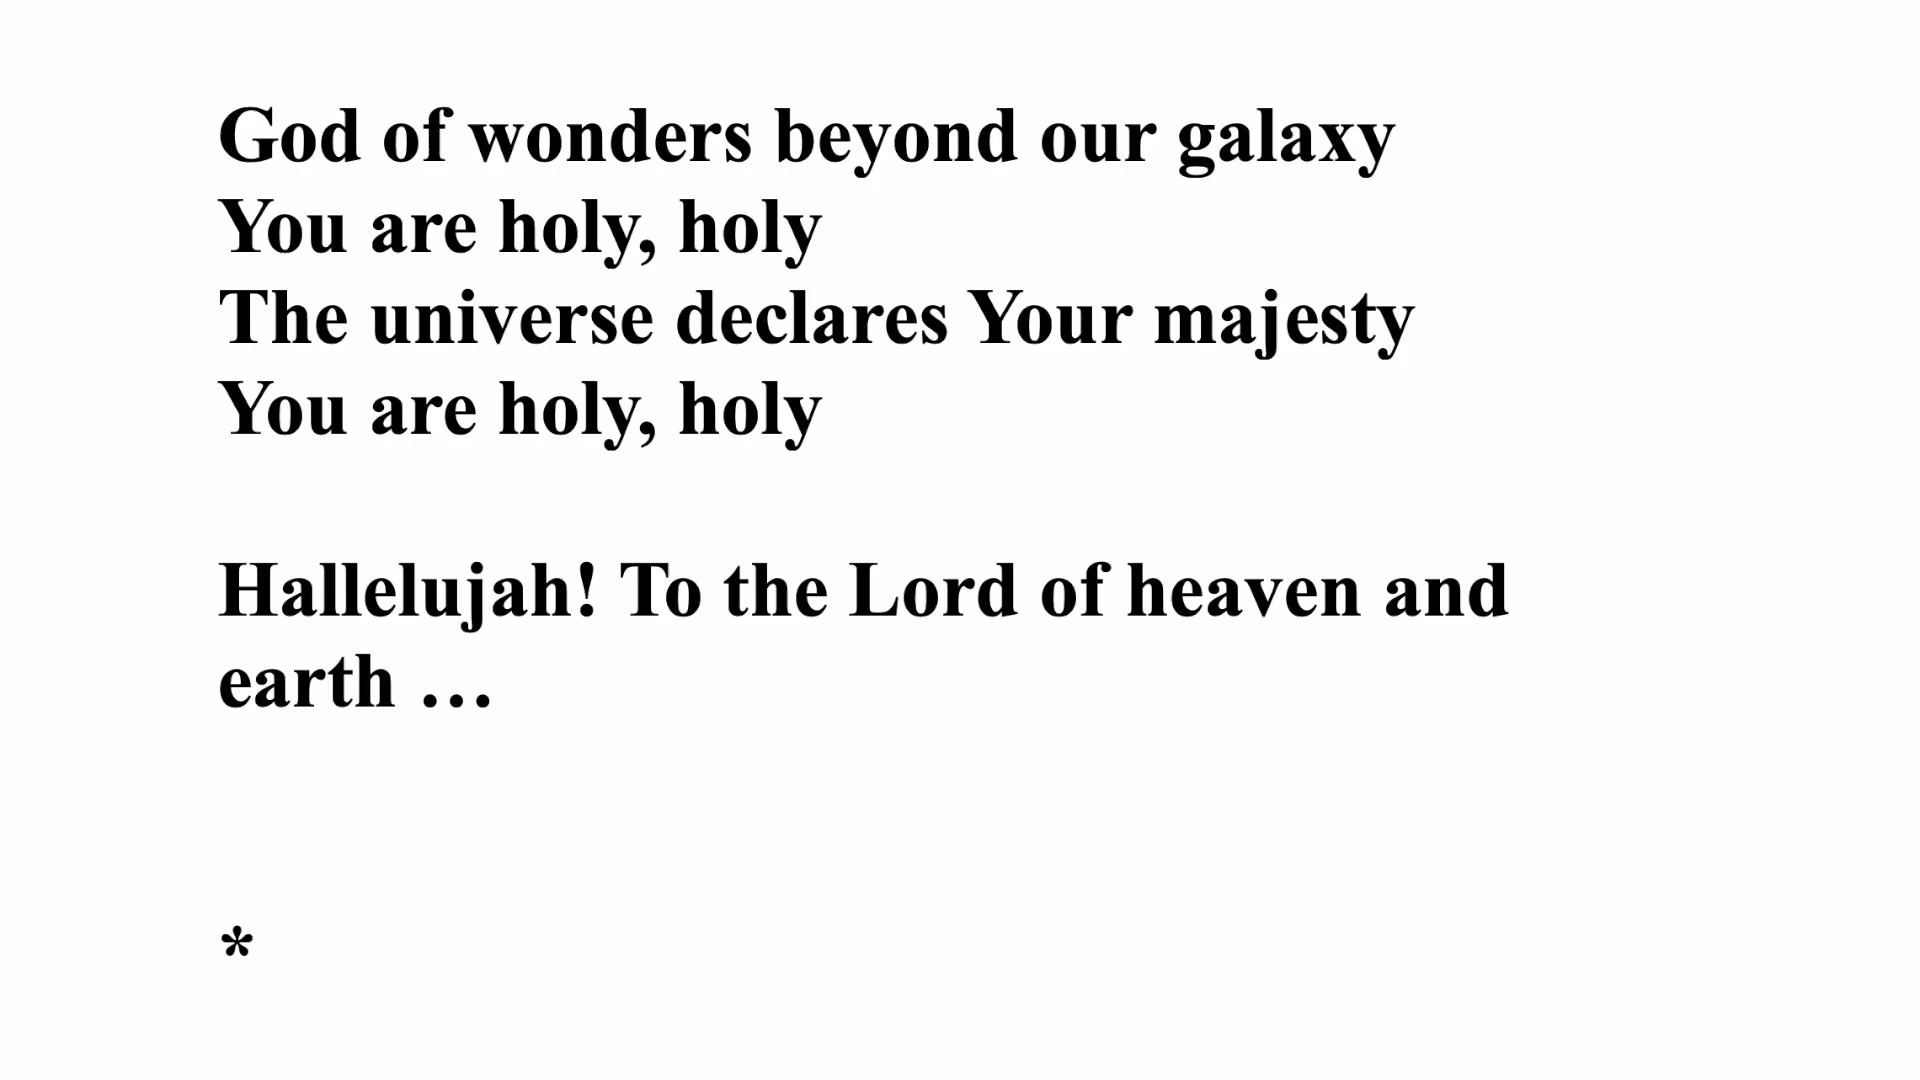 God of wonders beyond our galaxy
You are holy, holy
The universe declares Your majesty
You are holy, holy
Hallelujah! To the Lord of heaven and
earth …
*